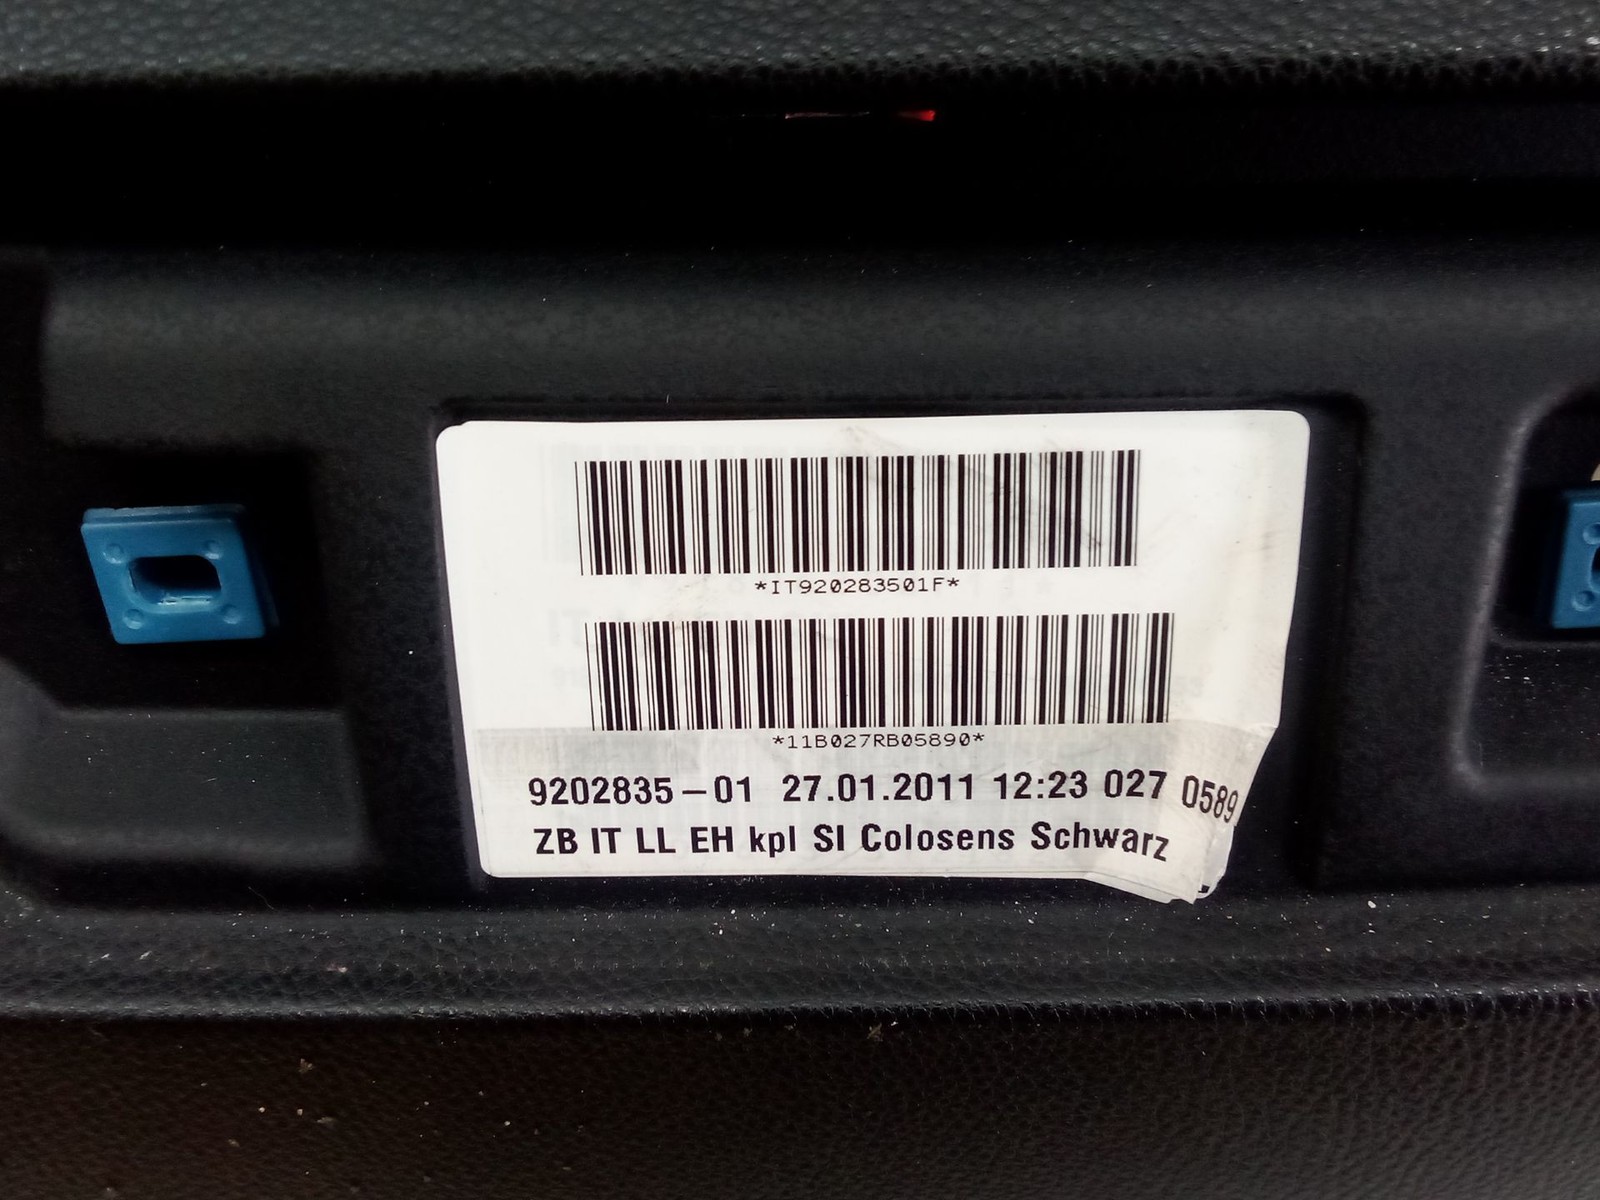 *IT920283501F*
*11B027RB05890*
9202835-01 27.01.2011 12:23 027 0589
ZB IT LL EH kpl SI Colosens Schwarz